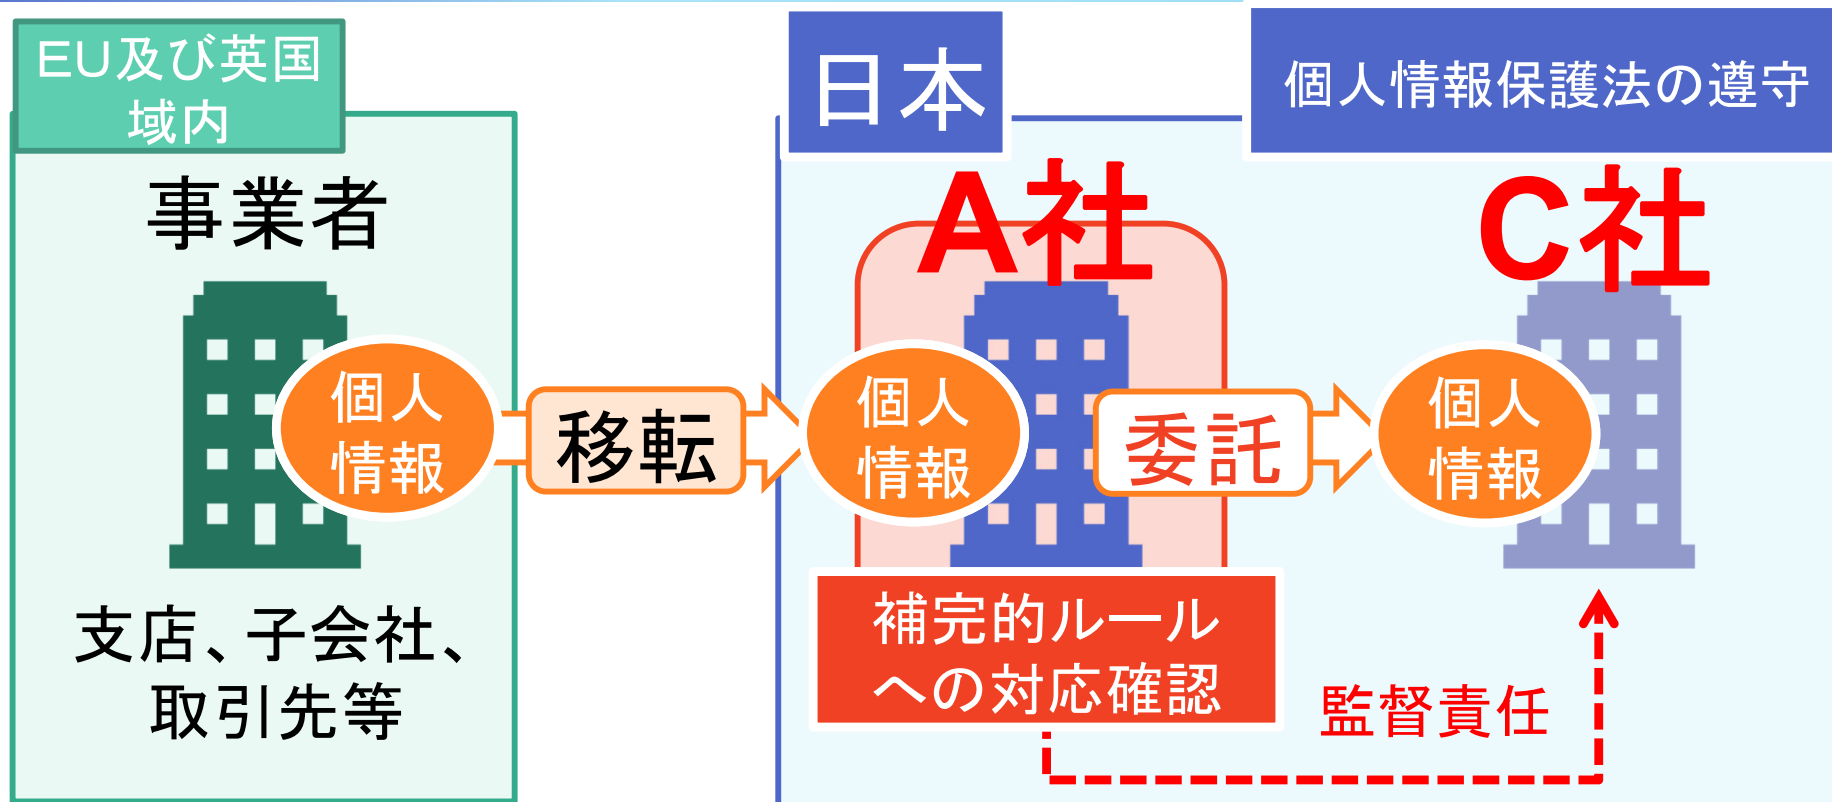 EU及び英国
域内
事業者
個人
情報
支店、子会社、
取引先等
移転
日本
個人情報保護法の遵守
A社
個人
情報
委託
補完的ルール
への対応確認
C社
個人
情報
監督責任